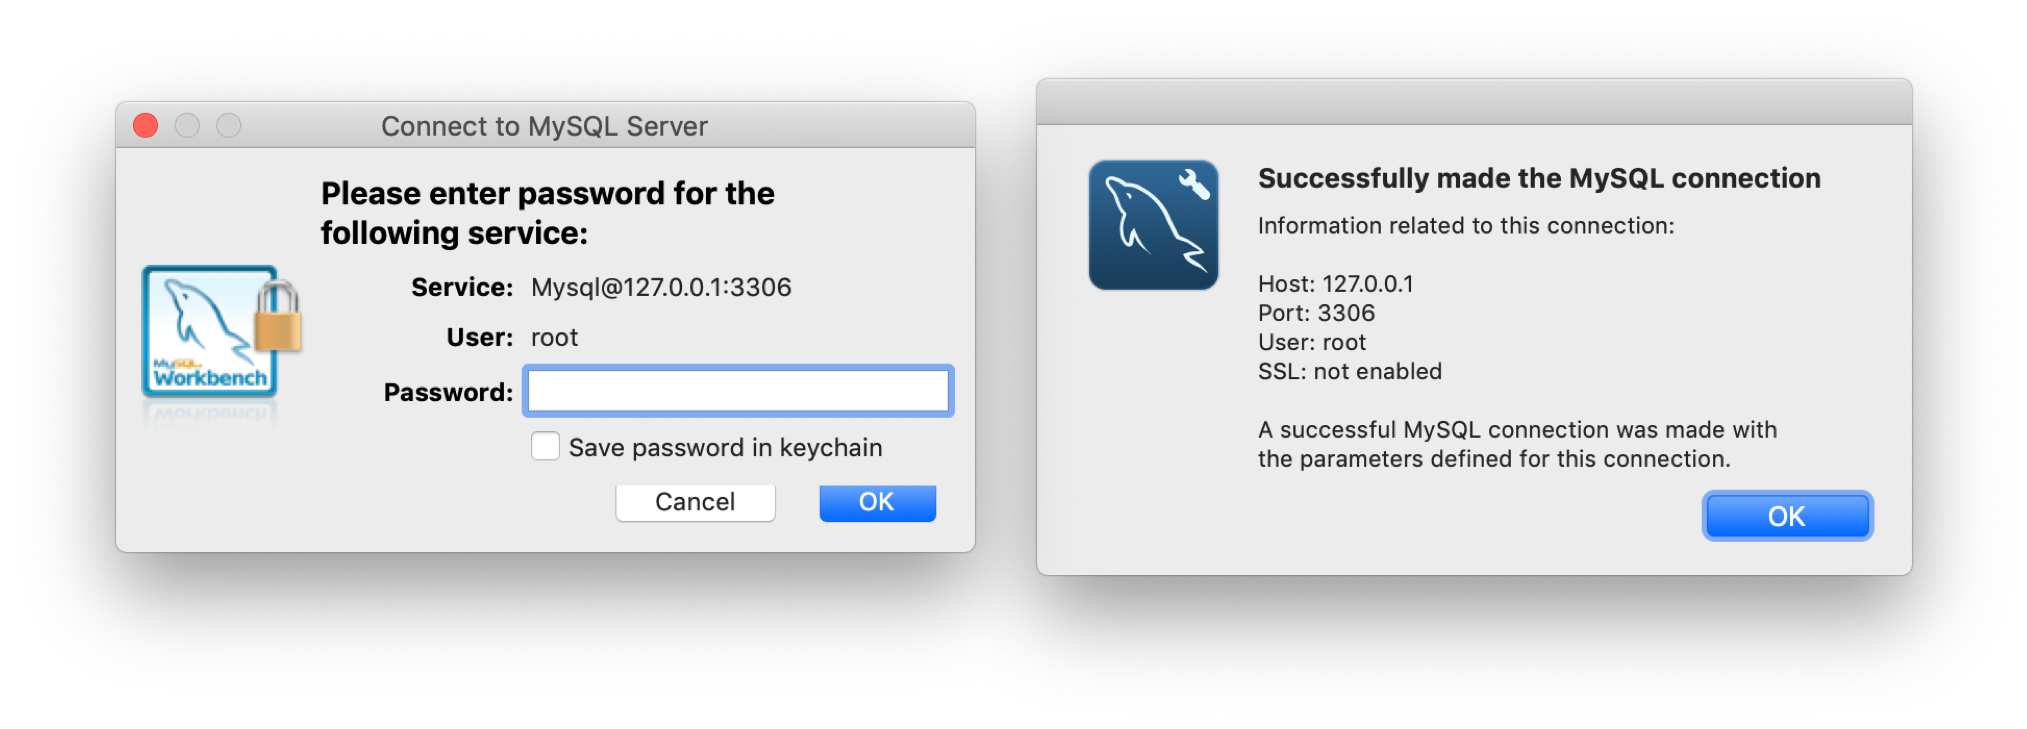 Connect to MySQL Server
Please enter password for the
following service:
Service: Mysql@127.0.0.1:3306
User: root
Password:
Save password in keychain
Cancel OK
MySQL
Workbench
Successfully made the MySQL connection
Information related to this connection:
Host: 127.0.0.1
Port: 3306
User: root
SSL: not enabled
A successful MySQL connection was made with
the parameters defined for this connection.
OK